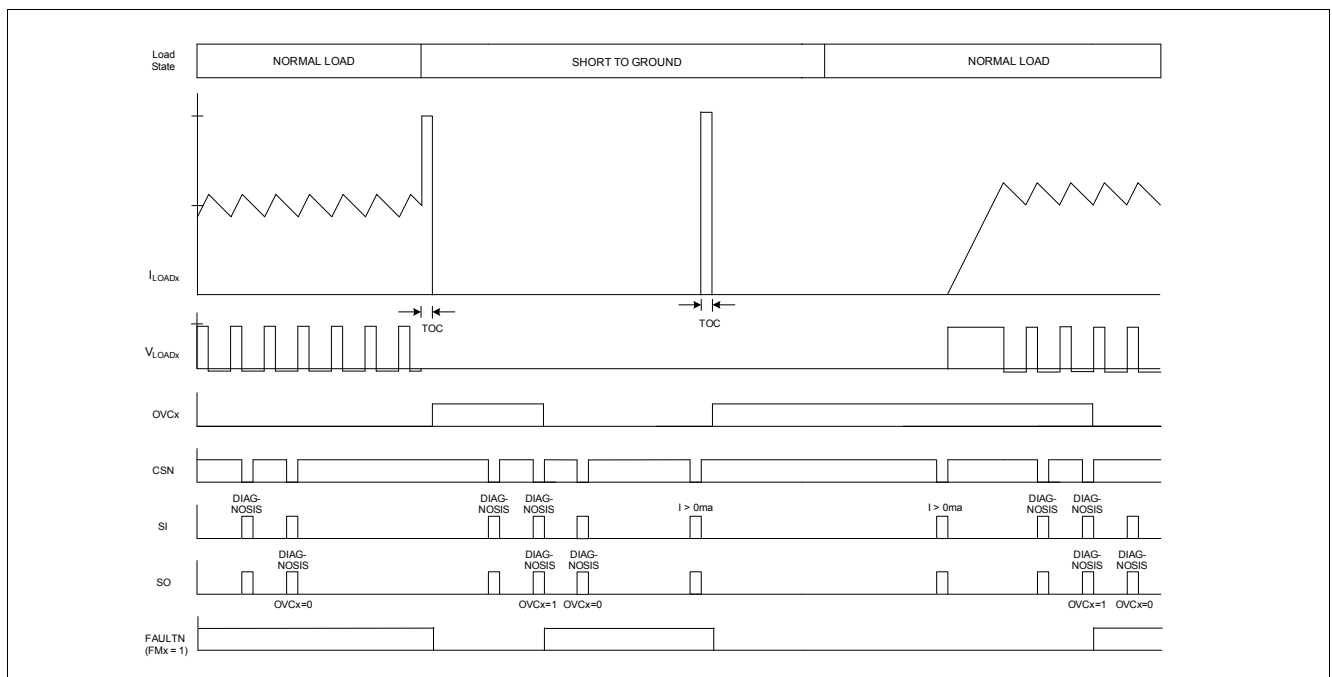 Load
State
NORMAL LOAD
SHORT TO GROUND
NORMAL LOAD
ILOADx
TOC
TOC
VLOADx
OVCx
CSN
DIAG-
NOSIS
DIAG-
NOSIS
DIAG-
NOSIS
I > 0ma
I > 0ma
DIAG-
NOSIS
DIAG-
NOSIS
SI
DIAG-
NOSIS
DIAG-
NOSIS
DIAG-
NOSIS
DIAG-
NOSIS
DIAG-
NOSIS
SO
OVCx=0
OVCx=1
OVCx=0
OVCx=1
OVCx=0
FAULTN
(FMx = 1)